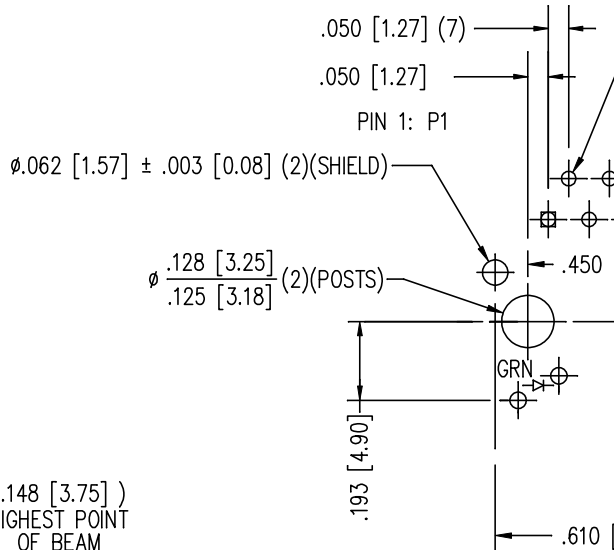 .050 [1.27] (7)
.050 [1.27]
PIN 1: P1
ø.062 [1.57] ± .003 [0.08] (2)(SHIELD)
.450
ø .128 [3.25]
.125 [3.18] (2)(POSTS)
GRN
.193 [4.90]
.148 [3.75] )
IGHEST POINT
OF BEAM
.610 [